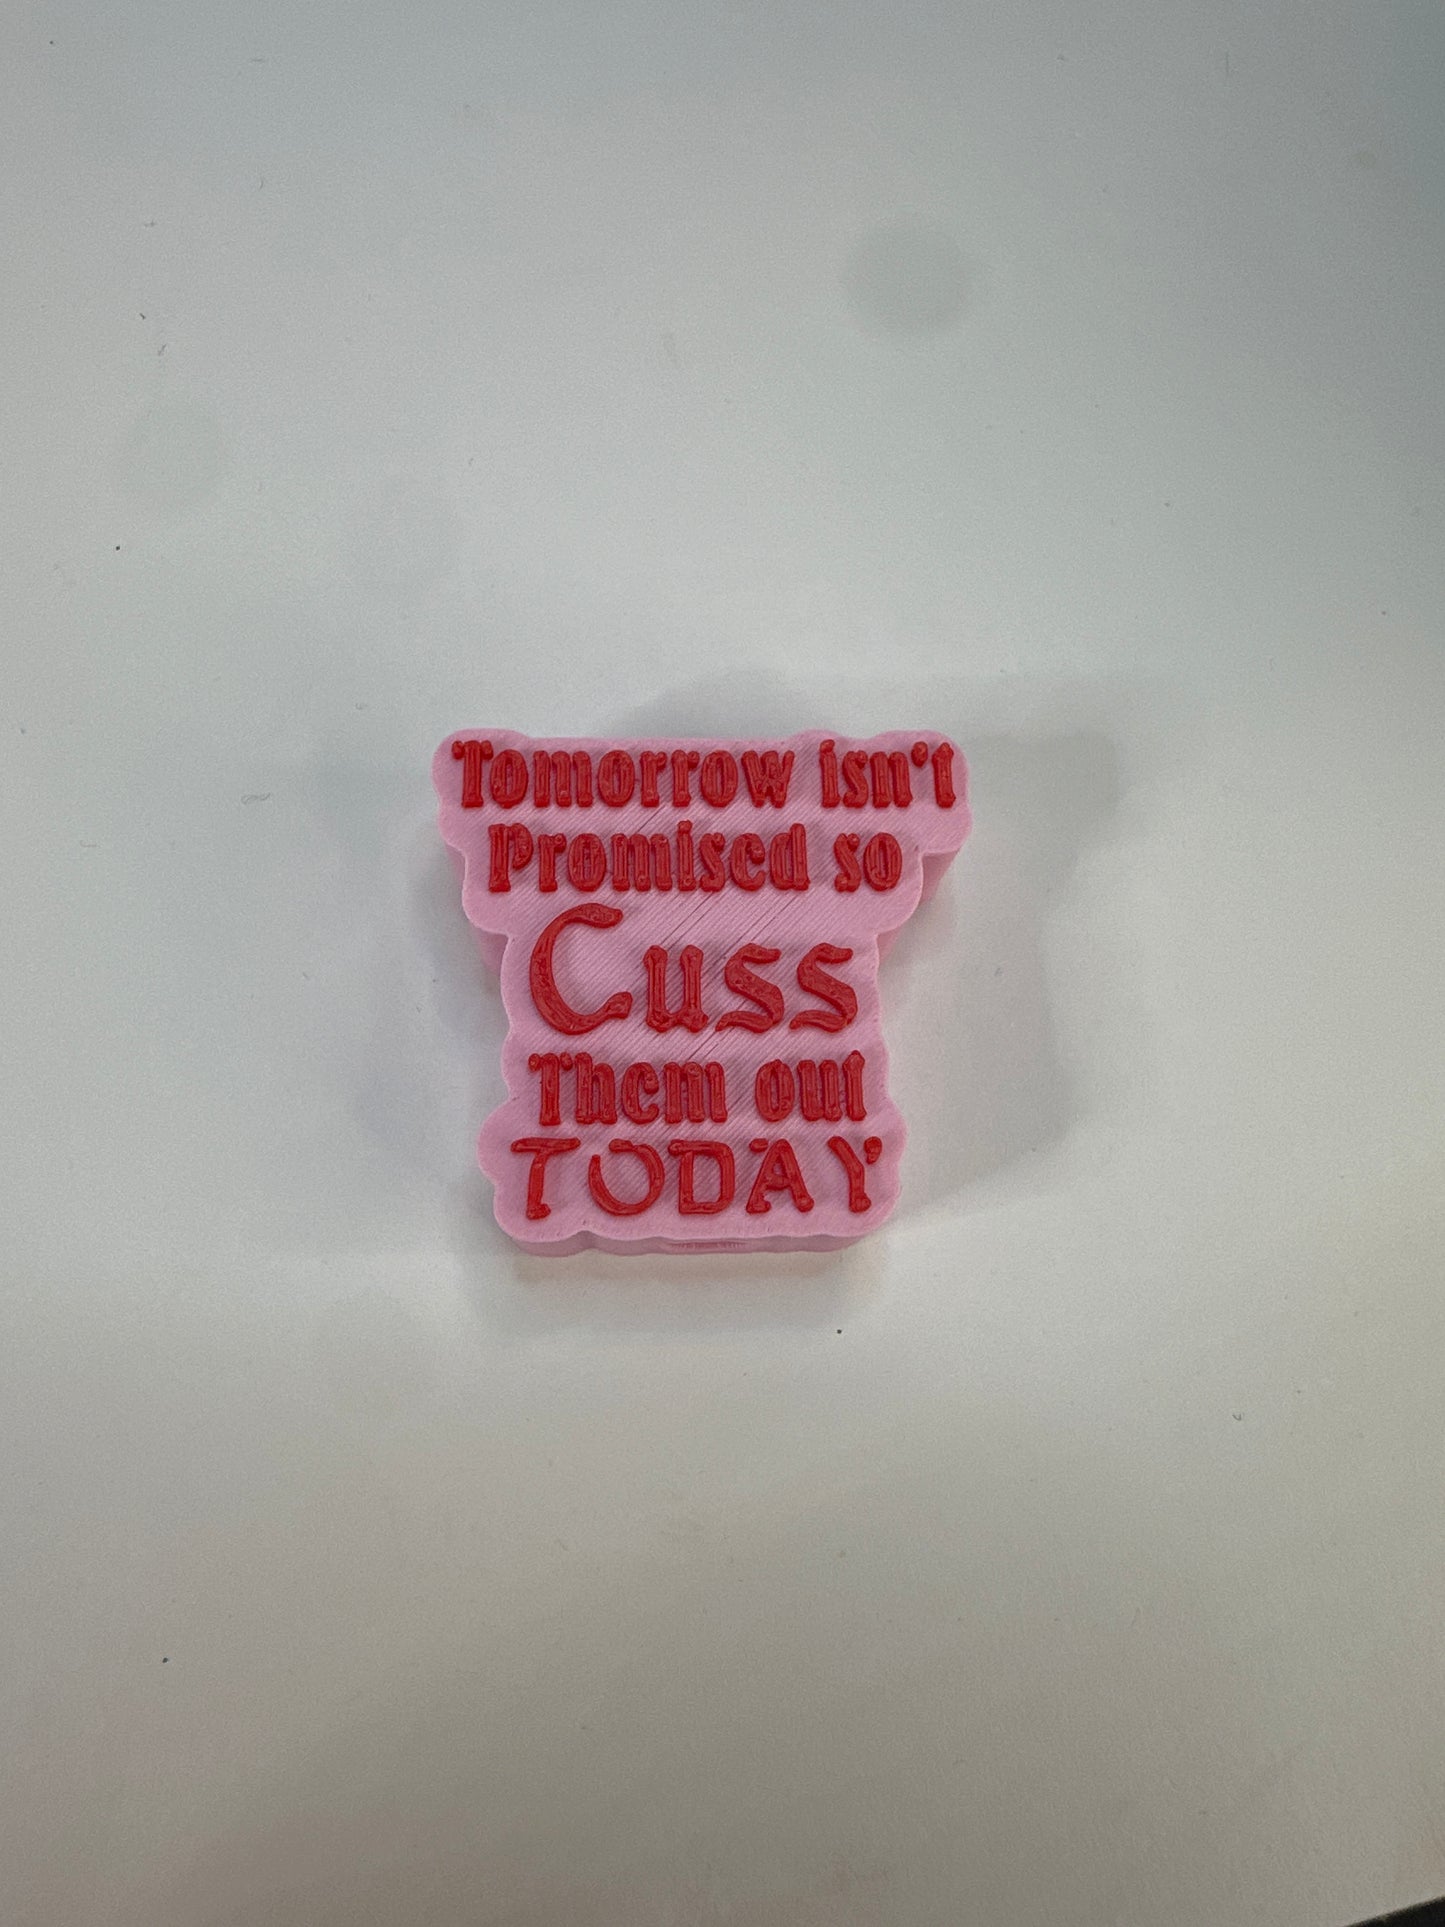 Tomorrow isn't
Promised so
Cuss
Them out
TODAY